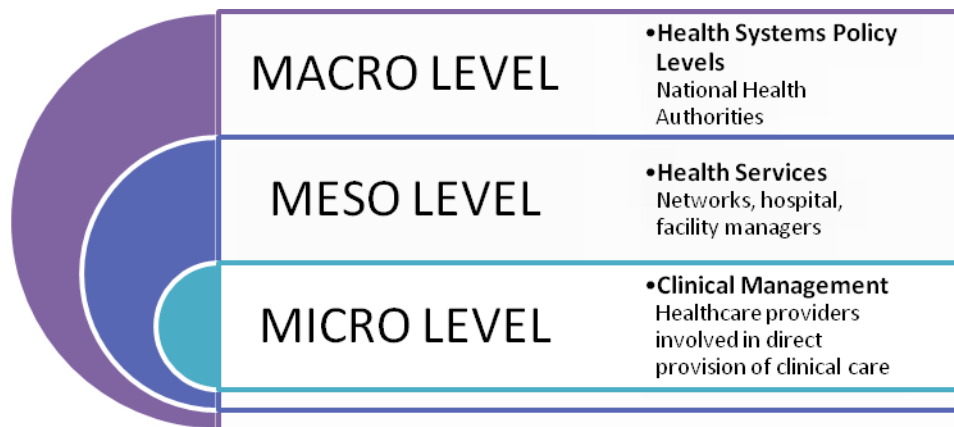 MACRO LEVEL
•Health Systems Policy
Levels
National Health
Authorities
MESO LEVEL
•Health Services
Networks, hospital,
facility managers
MICRO LEVEL
•Clinical Management
Healthcare providers
involved in direct
provision of clinical care